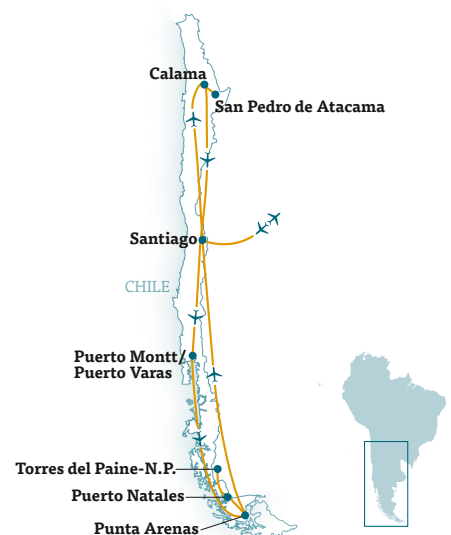 Calama
San Pedro de Atacama
Santiago
CHILE
Puerto Montt/
Puerto Varas
Torres del Paine-N.P.
Puerto Natales
Punta Arenas